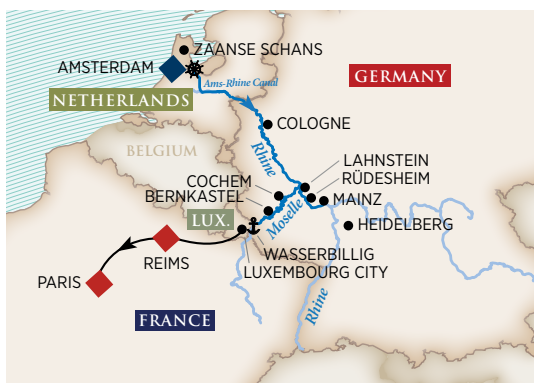 ZAANSE SCHANS
AMSTERDAM
Ams-Rhine Canal
GERMANY
NETHERLANDS
COLOGNE
BELGIUM
Rhine
LAHNSTEIN
COCHEM
RÜDESHEIM
BERNKASTEL
MAINZ
Moselle
LUX.
HEIDELBERG
WASSERBILLIG
REIMS
LUXEMBOURG CITY
PARIS
Rhine
FRANCE